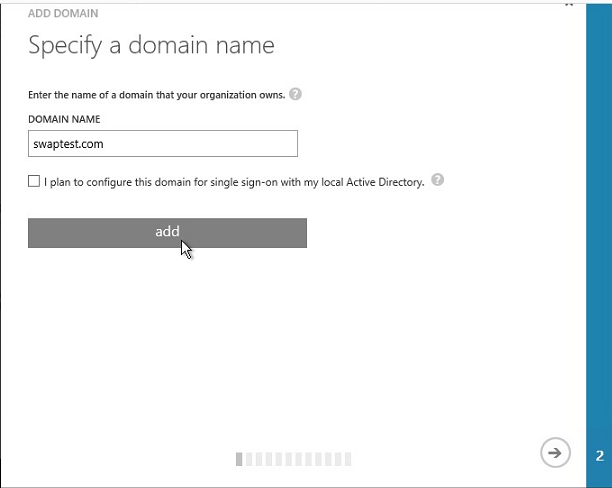 ADD DOMAIN
Specify a domain name
Enter the name of a domain that your organization owns. ?
DOMAIN NAME
swaptest.com
I plan to configure this domain for single sign-on with my local Active Directory. ?
add
2